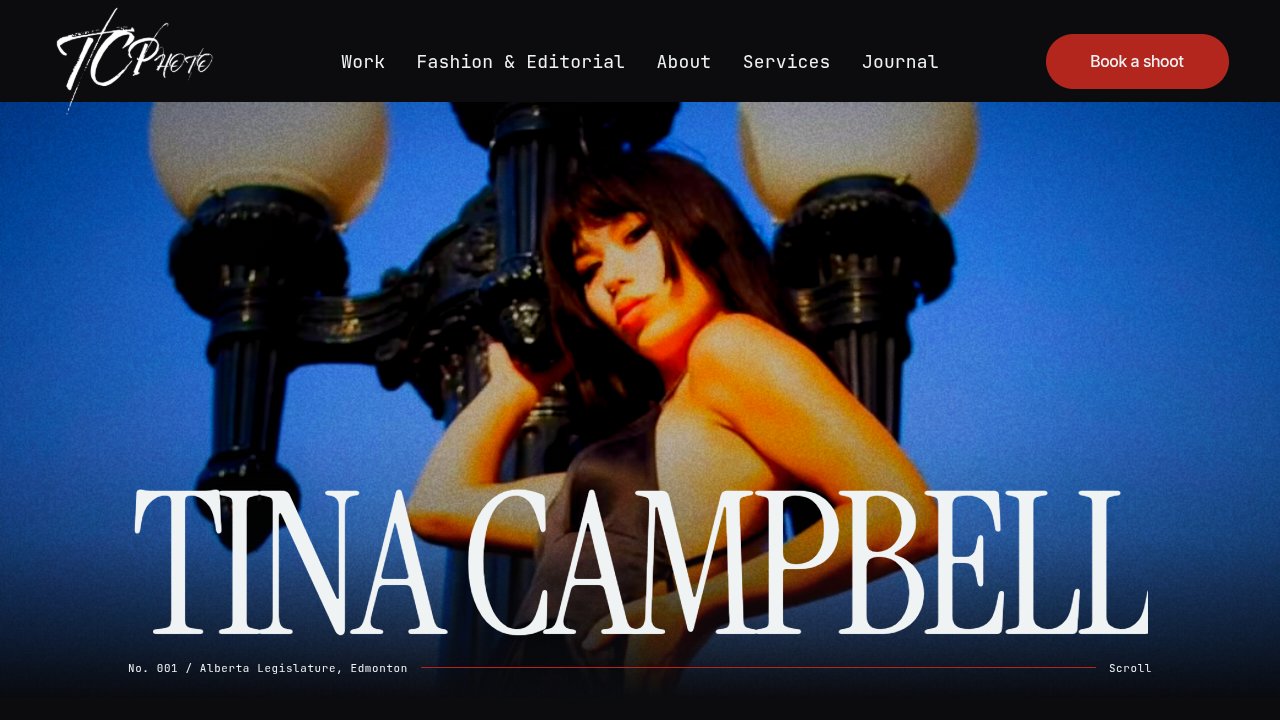 TCPHOTO
Work Fashion & Editorial About Services Journal
Book a shoot
TINA CAMPBELL
No. 001 / Alberta Legislature, Edmonton
Scroll